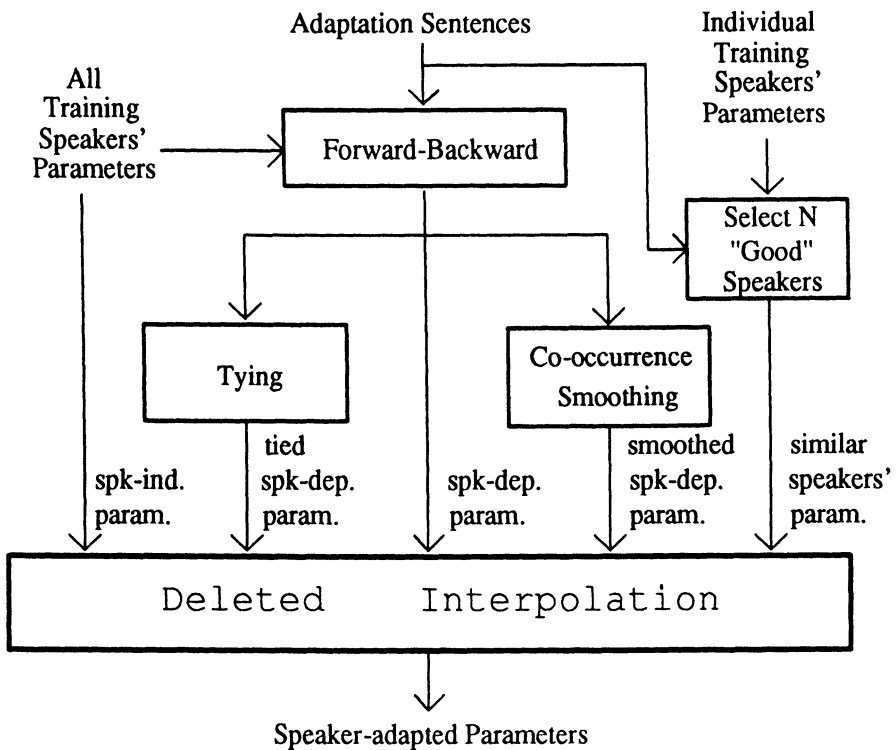 Adaptation Sentences
Individual
Training
Speakers'
Parameters
All
Training
Speakers'
Parameters
Forward-Backward
Select N
"Good"
Speakers
Tying
Co-occurrence
Smoothing
spk-ind.
param.
tied
spk-dep.
param.
spk-dep.
param.
smoothed
spk-dep.
param.
similar
speakers'
param.
Deleted Interpolation
Speaker-adapted Parameters